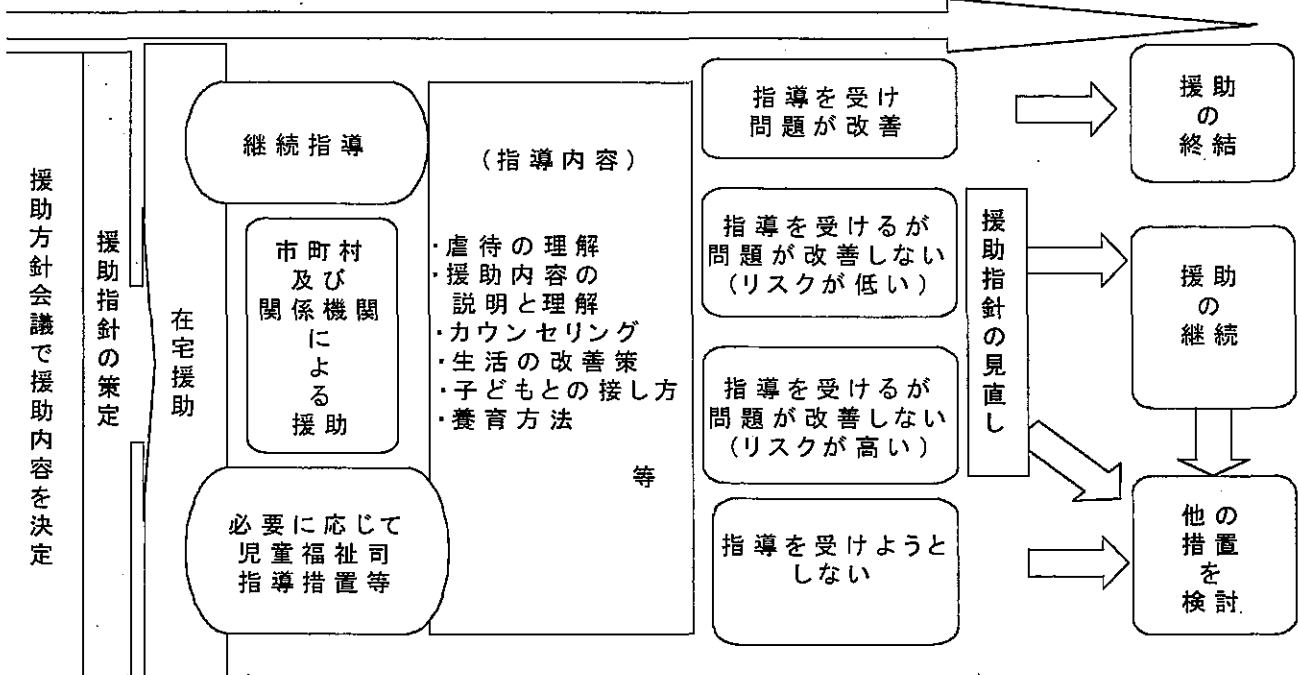 援助方針会議で援助内容を決定
援助指針の策定
在宅援助
継続指導
市町村
及び
関係機関
に
よ
る
援助
必要に応じて
児童福祉司
指導措置等
(指導内容)
・虐待の理解
・援助内容の
説明と理解
・カウンセリング
・生活の改善策
・子どもとの接し方
・養育方法
等
指導を受け
問題が改善
指導を受けるが
問題が改善しない
(リスクが低い)
指導を受けるが
問題が改善しない
(リスクが高い)
指導を受けようと
しない
援助指針の見直し
援助
の
終結
援助
の
継続
他の
措置
を
検討